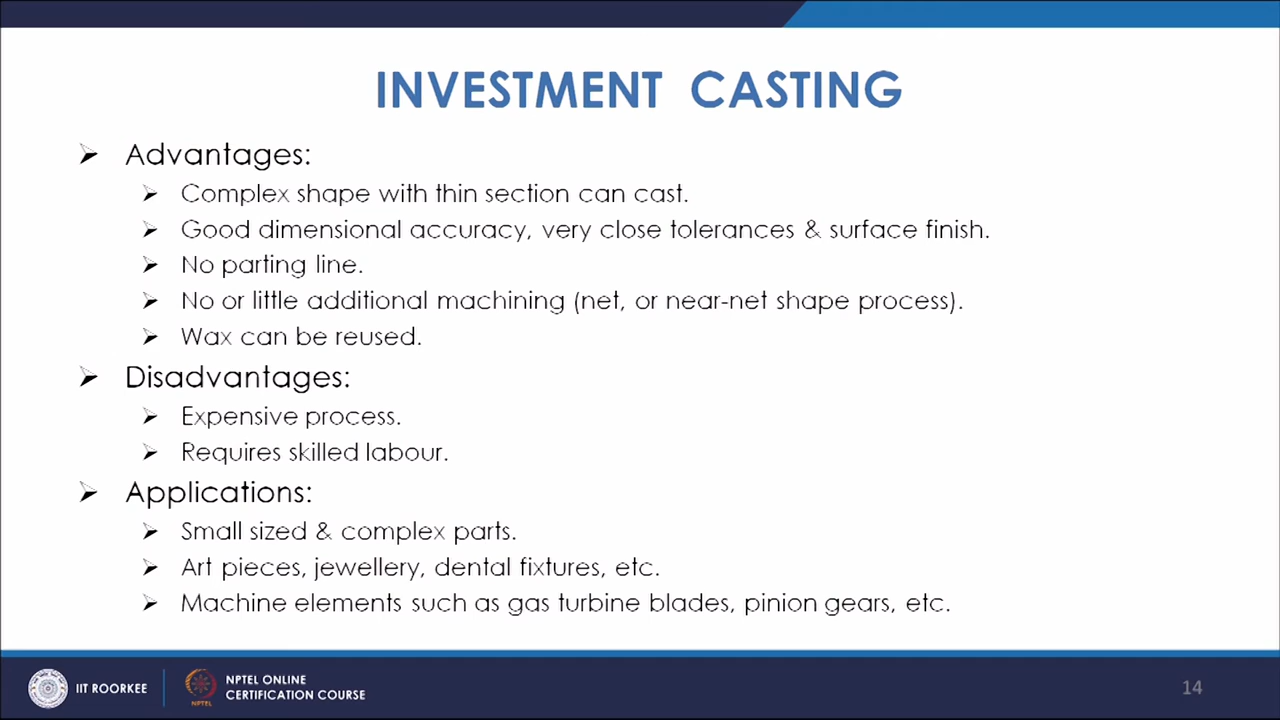 INVESTMENT CASTING
Advantages:
Complex shape with thin section can cast.
Good dimensional accuracy, very close tolerances & surface finish.
No parting line.
No or little additional machining (net, or near-net shape process).
Wax can be reused.
Disadvantages:
Expensive process.
Requires skilled labour.
Applications:
Small sized & complex parts.
Art pieces, jewellery, dental fixtures, etc.
Machine elements such as gas turbine blades, pinion gears, etc.
IIT ROORKEE
NPTEL
NPTEL ONLINE
CERTIFICATION COURSE
14